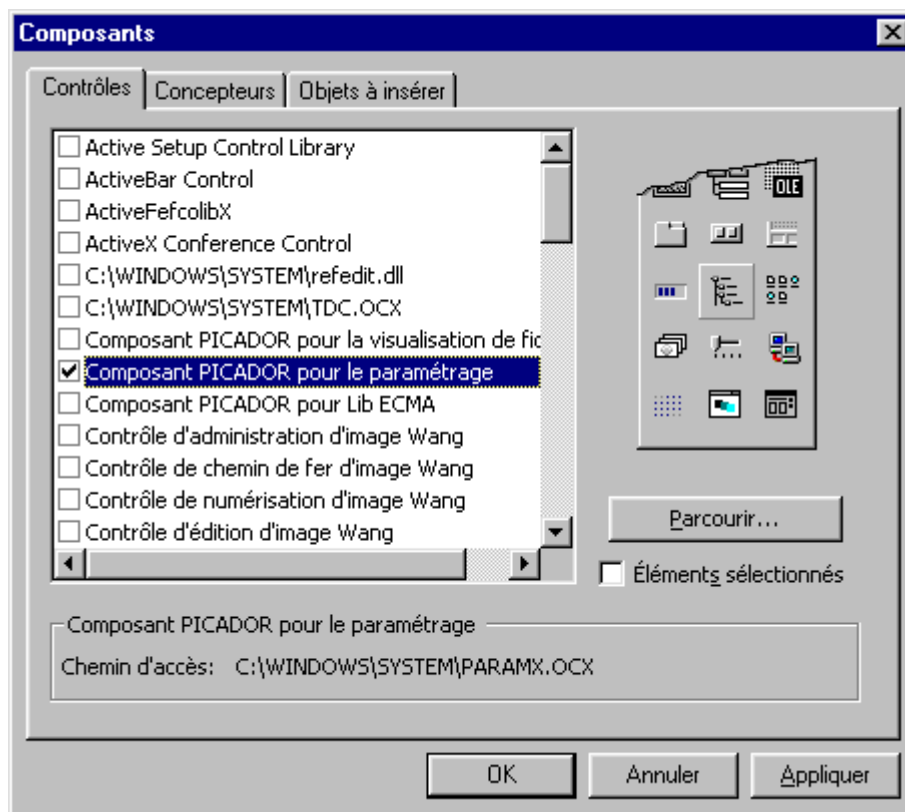 Composants
Contrôles Concepteurs Objets à insérer
Active Setup Control Library
ActiveBar Control
ActiveFefcolibX
ActiveX Conference Control
C:\WINDOWS\SYSTEM\refedit.dll
C:\WINDOWS\SYSTEM\TDC.OCX
Composant PICADOR pour la visualisation de fic
Composant PICADOR pour le paramétrage
Composant PICADOR pour Lib ECMA
Contrôle d'administration d'image Wang
Contrôle de chemin de fer d'image Wang
Contrôle de numérisation d'image Wang
Contrôle d'édition d'image Wang
OLE
Parcourir...
Éléments sélectionnés
Composant PICADOR pour le paramétrage
Chemin d'accès: C:\WINDOWS\SYSTEM\PARAMX.OCX
OK Annuler Appliquer